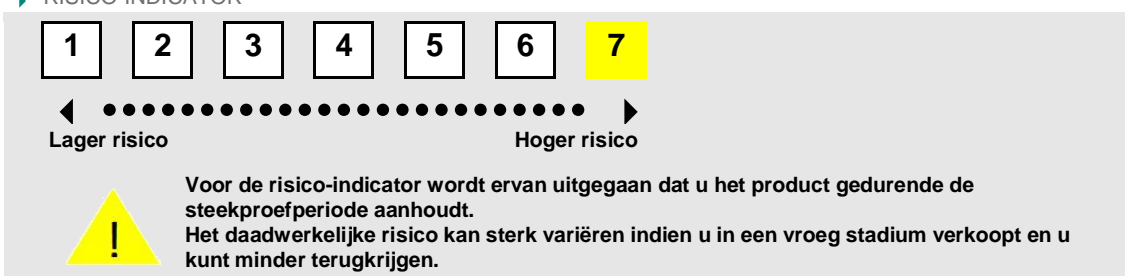 RISICO-INDICATOR
1 2 3 4 5 6 7
Lager risico Hoger risico
Voor de risico-indicator wordt ervan uitgegaan dat u het product gedurende de
steekproefperiode aanhoudt.
! Het daadwerkelijke risico kan sterk variëren indien u in een vroeg stadium verkoopt en u
kunt minder terugkrijgen.